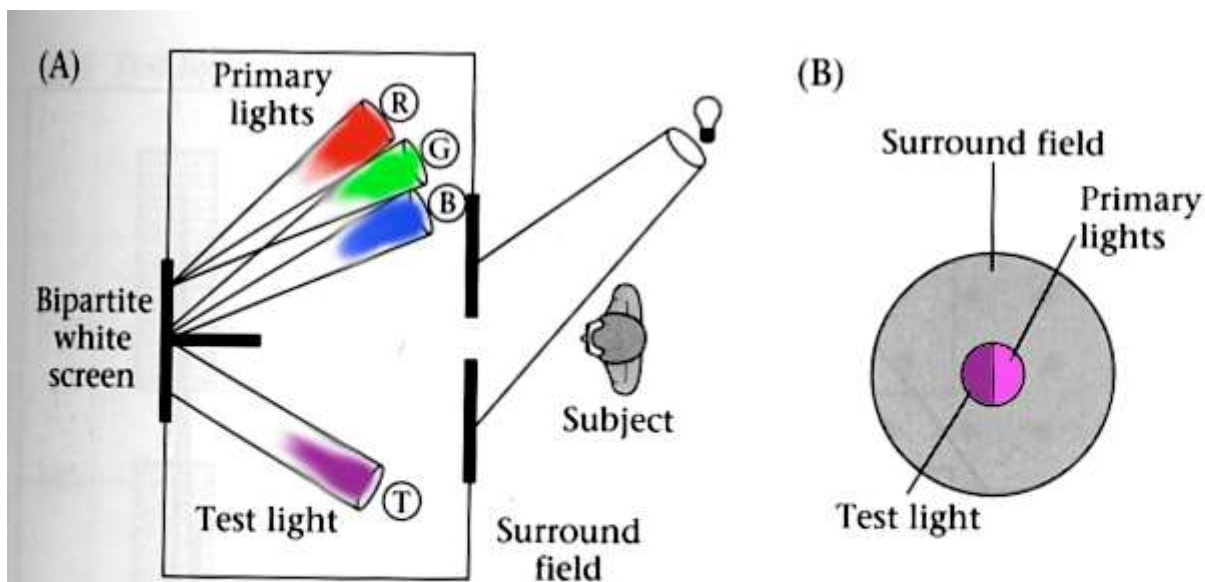 (A)
Primary
lights
R
G
B
Bipartite
white
screen
Subject
Test light
T
Surround
field
(B)
Surround field
Primary
lights
Test light